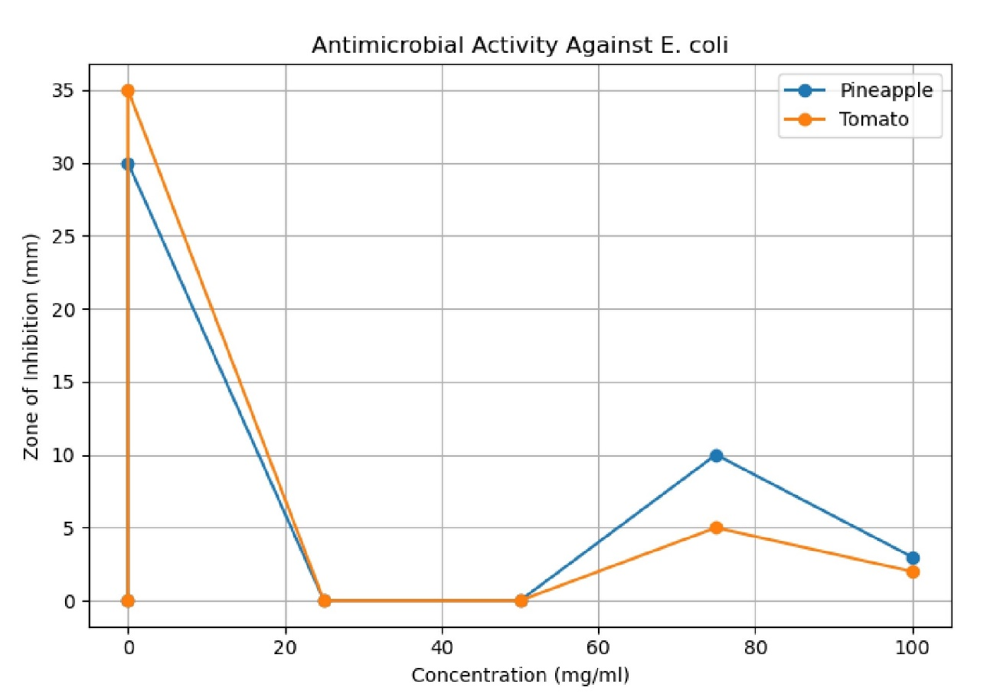 Antimicrobial Activity Against E. coli
Pineapple
Tomato
35
30
25
20
15
10
5
0
Zone of Inhibition (mm)
0 20 40 60 80 100
Concentration (mg/ml)